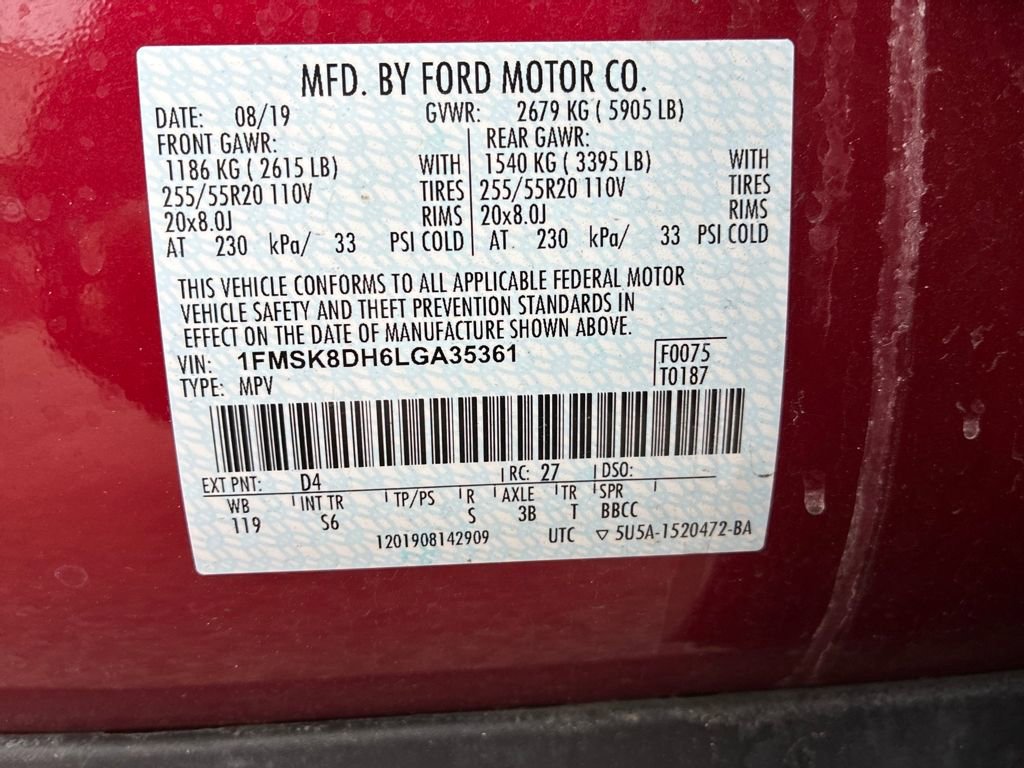 MFD. BY FORD MOTOR CO.
DATE: 08/19 GVWR: 2679 KG ( 5905 LB)
FRONT GAWR: REAR GAWR:
1186 KG ( 2615 LB) WITH 1540 KG ( 3395 LB) WITH
255/55R20 110V TIRES 255/55R20 110V TIRES
20x8.0J RIMS 20x8.0J RIMS
AT 230 kPa/ 33 PSI COLD AT 230 kPa/ 33 PSI COLD
THIS VEHICLE CONFORMS TO ALL APPLICABLE FEDERAL MOTOR
VEHICLE SAFETY AND THEFT PREVENTION STANDARDS IN
EFFECT ON THE DATE OF MANUFACTURE SHOWN ABOVE.
VIN: 1FMSK8DH6LGA35361 F0075
TYPE: MPV T0187
EXT PNT: D4 RC: 27 DSO:
WB INT TR TP/PS R AXLE TR SPR
119 S6 S 3B T BBCC
1201908142909 UTC ▽ 5U5A-1520472-BA